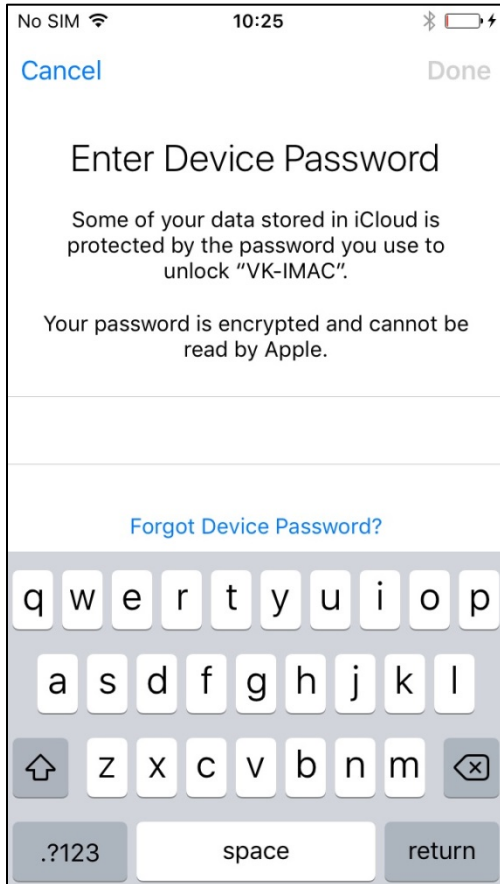 No SIM 10:25
Cancel Done
Enter Device Password
Some of your data stored in iCloud is
protected by the password you use to
unlock “VK-IMAC”.
Your password is encrypted and cannot be
read by Apple.
Forgot Device Password?
q w e r t y u i o p
a s d f g h j k l
z x c v b n m
.?123 space return